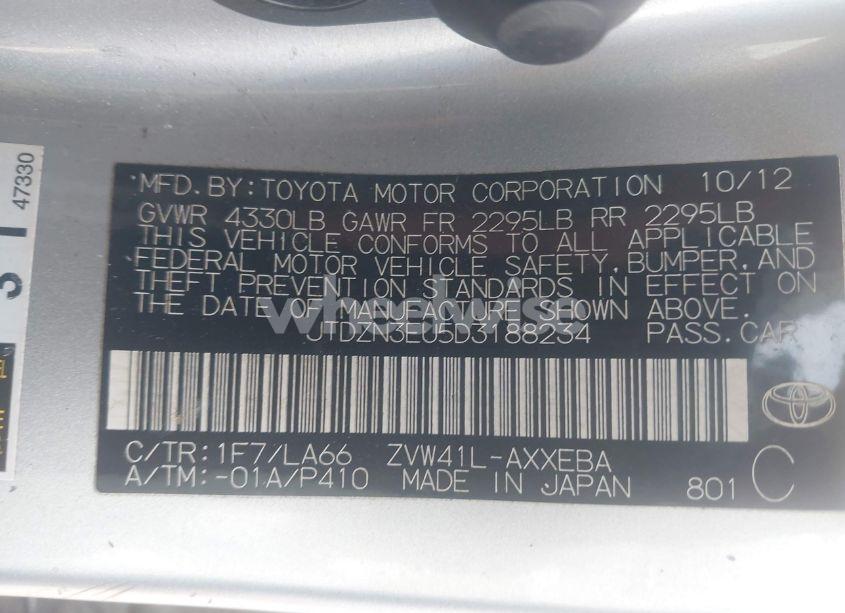 MFD. BY: TOYOTA MOTOR CORPORATION 10/12
GVWR 4330LB GAWR FR 2295LB RR 2295LB
THIS VEHICLE CONFORMS TO ALL APPLICABLE
FEDERAL MOTOR VEHICLE SAFETY, BUMPER, AND
THEFT PREVENTION STANDARDS IN EFFECT ON
THE DATE OF MANUFACTURE SHOWN ABOVE.
wheelwise
JTDZN3EU5D3188234 PASS. CAR
C/TR: 1F7/LA66 ZVW41L-AXXEBA
A/TM: -01A/P410 MADE IN JAPAN 801 C
47330